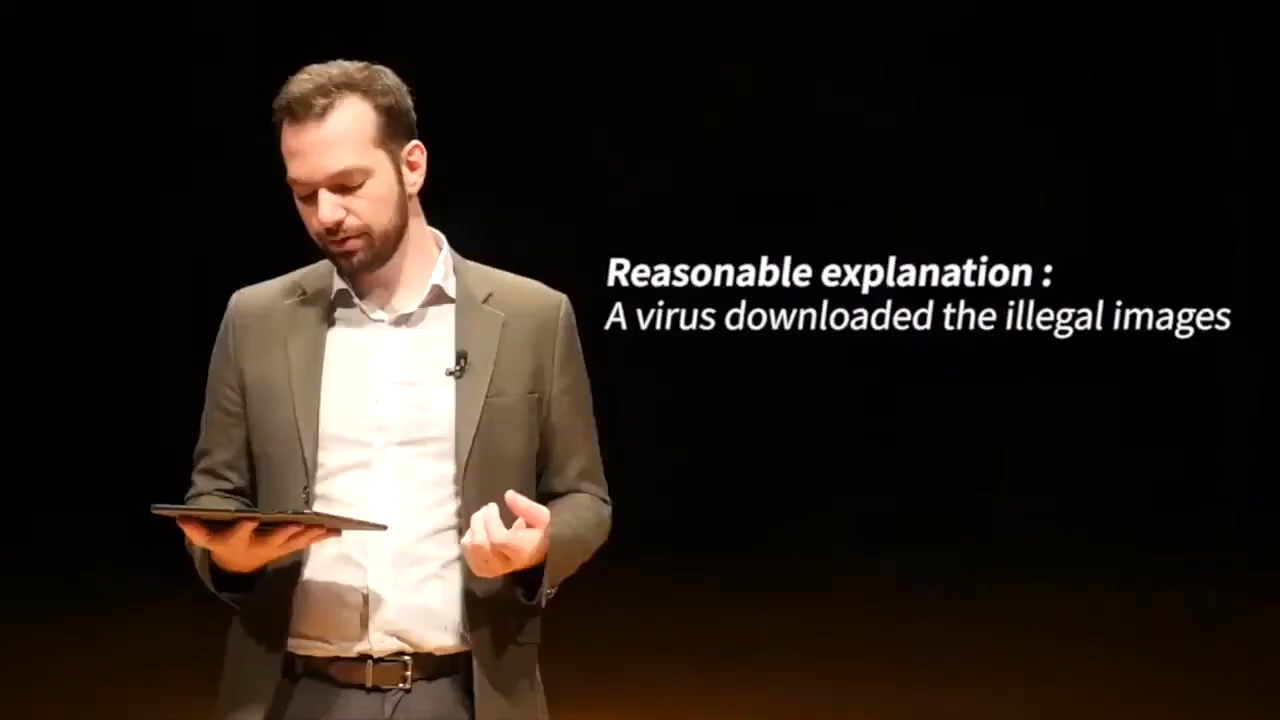 Reasonable explanation :
A virus downloaded the illegal images